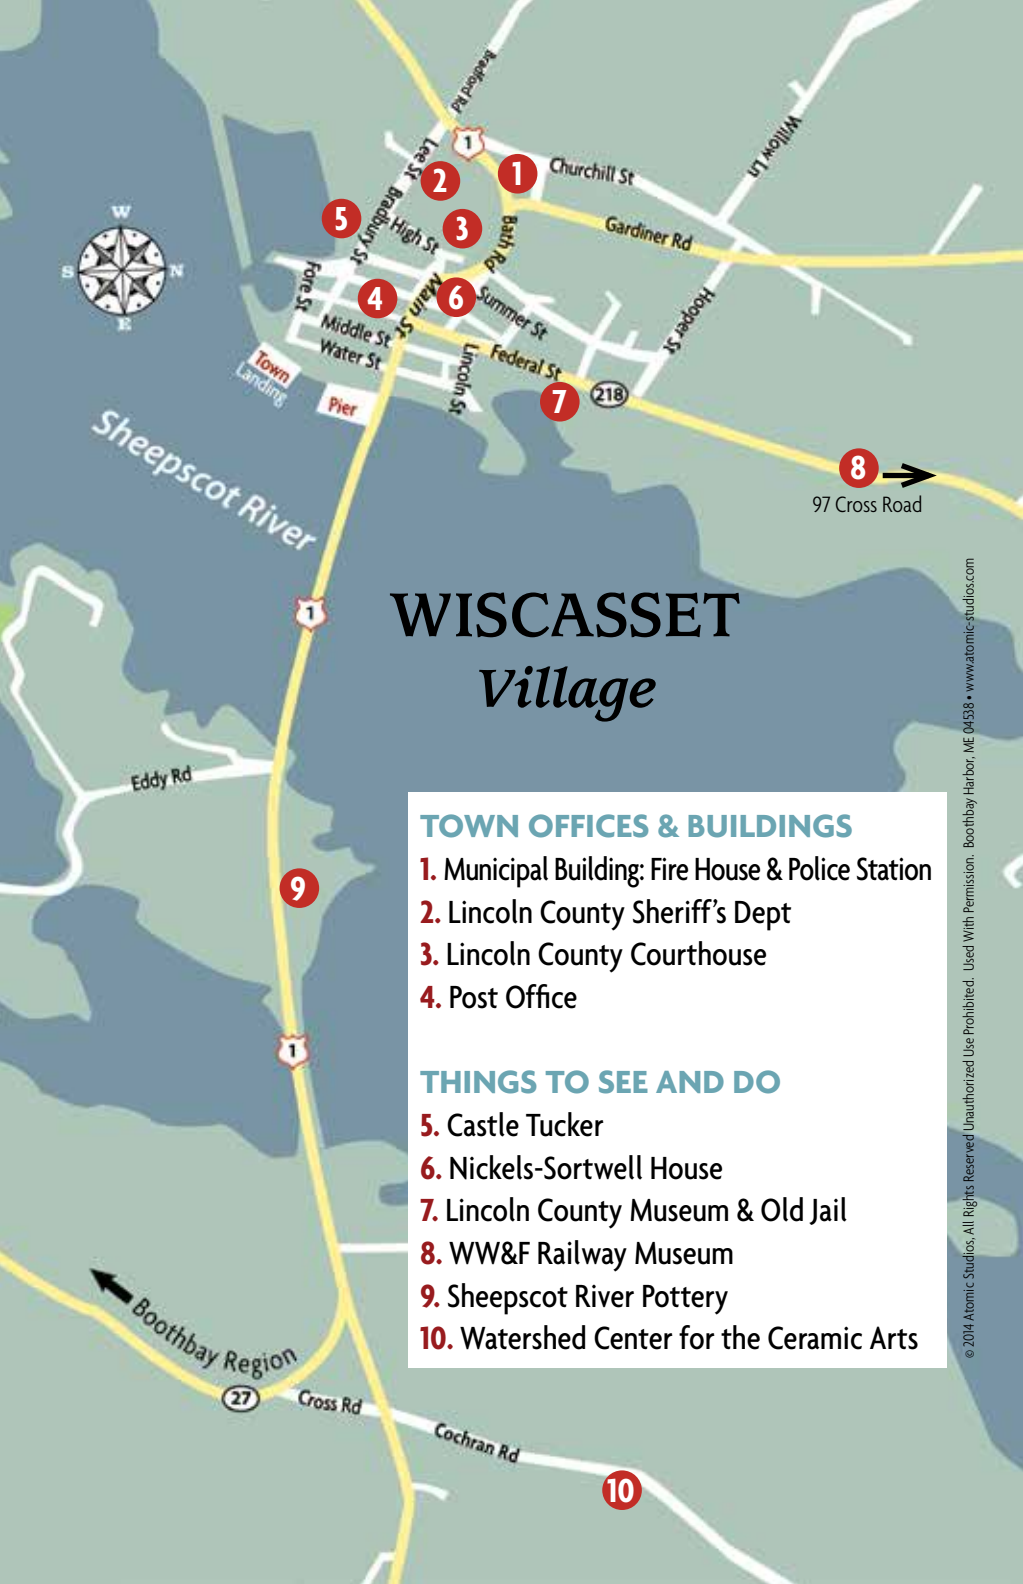 Bradford Rd
1
Lee St
Churchill St
Willow Ln
1
2
W
S
N
E
5
Bradbury St
High St
3
Bath Rd
Gardiner Rd
Fore St
4
Main St
6
Summer St
Hooper St
Middle St
Water St
Lincoln St
Federal St
218
7
Town
Landing
Pier
Sheepscot River
8
97 Cross Road
1
WISCASSET
Village
Eddy Rd
9
1
TOWN OFFICES & BUILDINGS
1. Municipal Building: Fire House & Police Station
2. Lincoln County Sheriff's Dept
3. Lincoln County Courthouse
4. Post Office
THINGS TO SEE AND DO
5. Castle Tucker
6. Nickels-Sortwell House
7. Lincoln County Museum & Old Jail
8. WW&F Railway Museum
9. Sheepscot River Pottery
10. Watershed Center for the Ceramic Arts
Boothbay Region
27
Cross Rd
Cochran Rd
10
© 2014 Atomic Studios, All Rights Reserved Unauthorized Use Prohibited. Used With Permission. Boothbay Harbor, ME 04538 • www.atomic-studios.com